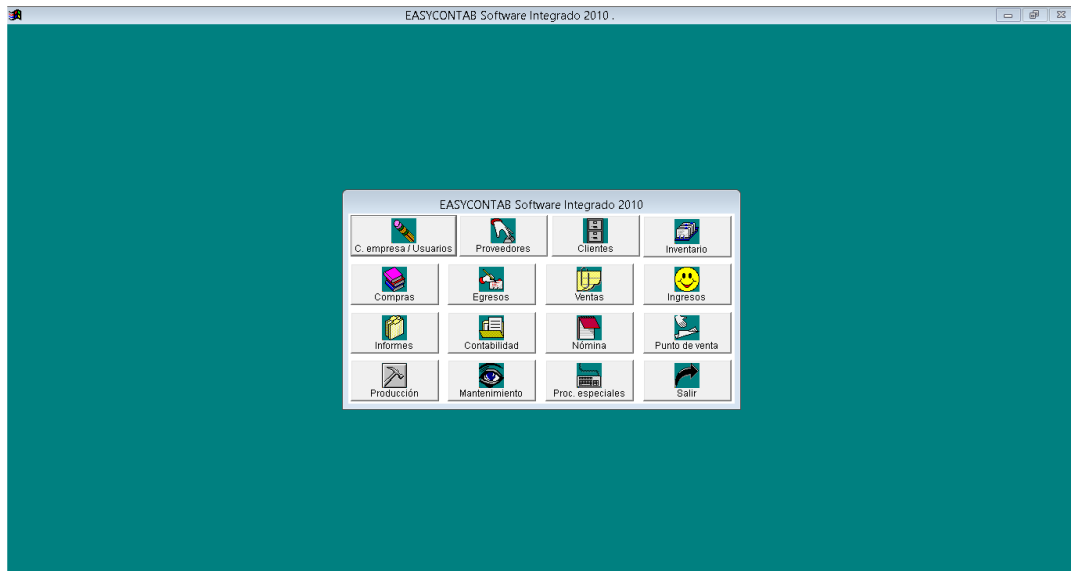 EASYCONTAB Software Integrado 2010 .
EASYCONTAB Software Integrado 2010
C. empresa / Usuarios
Proveedores
Clientes
Inventario
Compras
Egresos
Ventas
Ingresos
Informes
Contabilidad
Nómina
Punto de venta
Producción
Mantenimiento
Proc. especiales
Salir